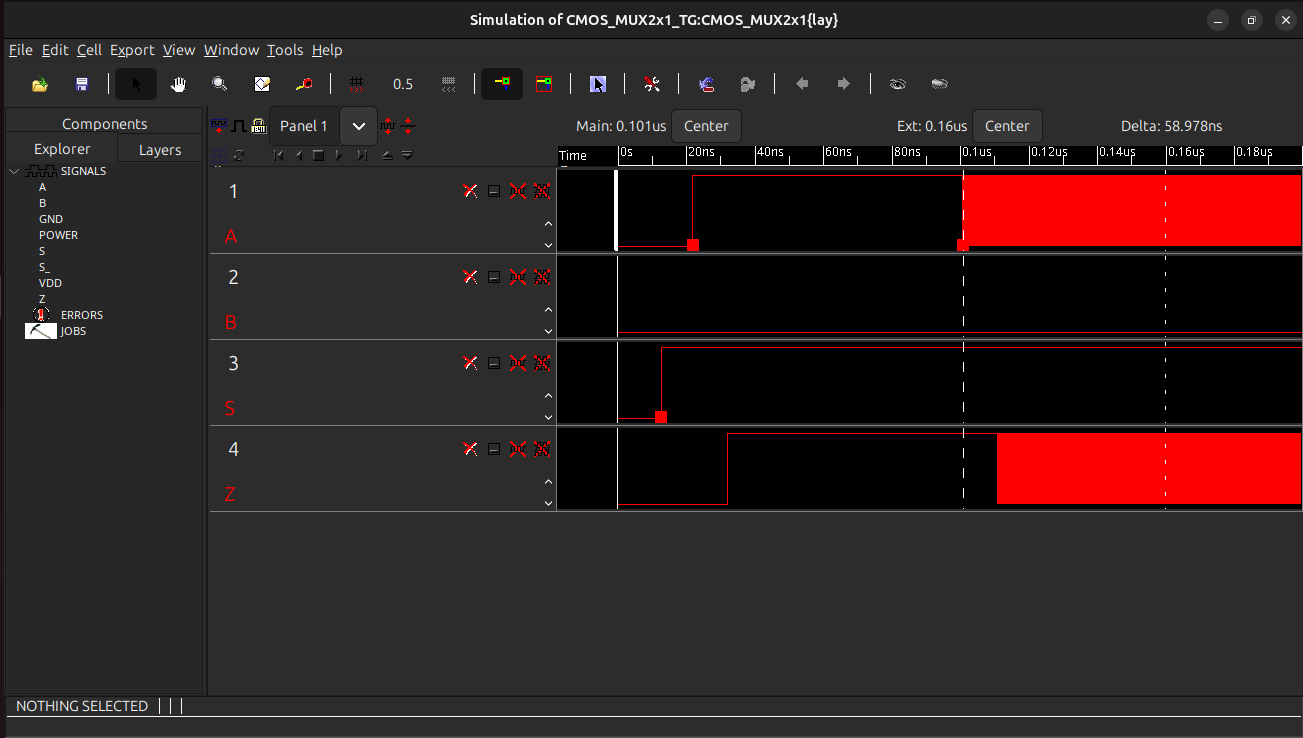 Simulation of CMOS_MUX2x1_TG:CMOS_MUX2x1{lay}
File Edit Cell Export View Window Tools Help
0.5
Components
Explorer Layers
SIGNALS
A
B
GND
POWER
S
S_
VDD
Z
ERRORS
JOBS
Panel 1 Main: 0.101us Center Ext: 0.16us Center Delta: 58.978ns
Time 0s 20ns 40ns 60ns 80ns 0.1us 0.12us 0.14us 0.16us 0.18us
1
A
2
B
3
S
4
Z
NOTHING SELECTED